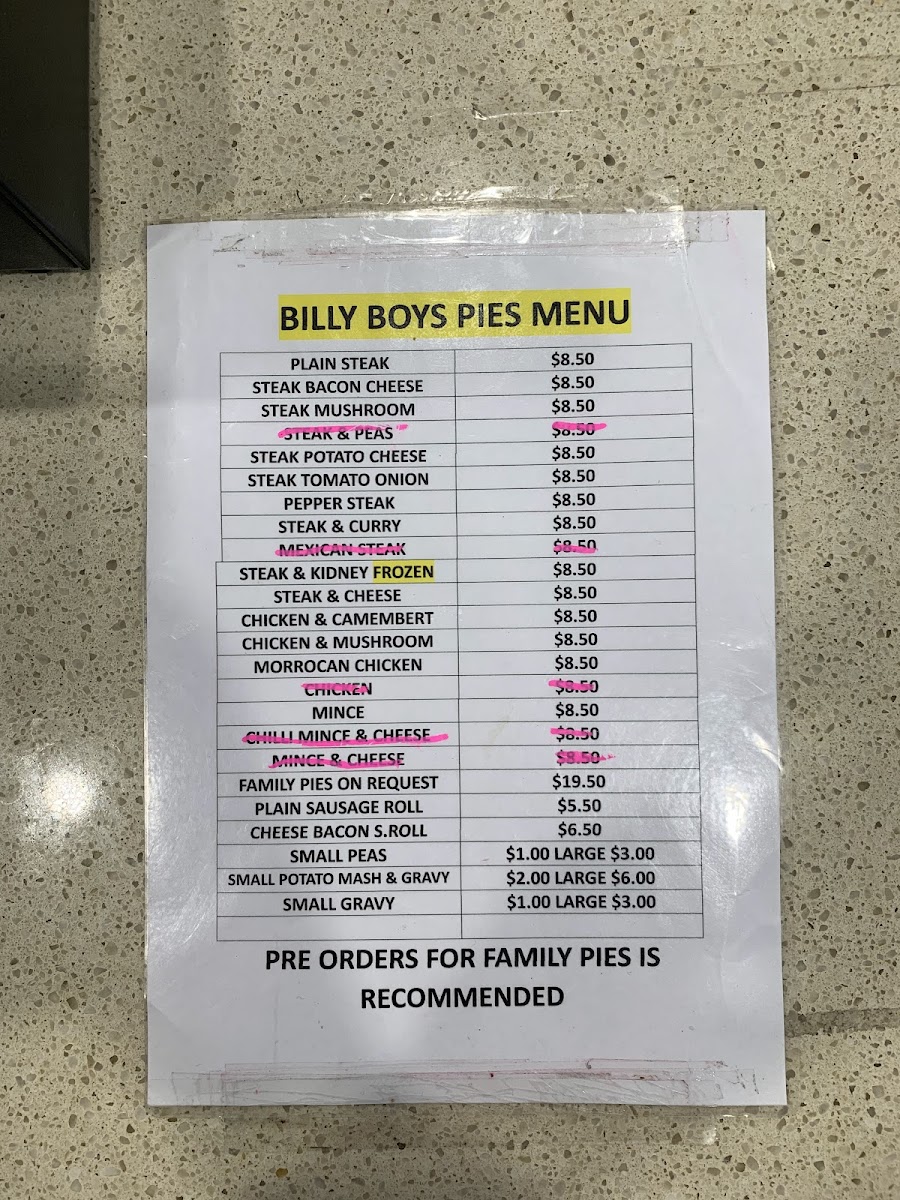 BILLY BOYS PIES MENU
PLAIN STEAK $8.50
STEAK BACON CHEESE $8.50
STEAK MUSHROOM $8.50
STEAK & PEAS $8.50
STEAK POTATO CHEESE $8.50
STEAK TOMATO ONION $8.50
PEPPER STEAK $8.50
STEAK & CURRY $8.50
MEXICAN STEAK $8.50
STEAK & KIDNEY FROZEN $8.50
STEAK & CHEESE $8.50
CHICKEN & CAMEMBERT $8.50
CHICKEN & MUSHROOM $8.50
MORROCAN CHICKEN $8.50
CHICKEN $8.50
MINCE $8.50
CHILLI MINCE & CHEESE $8.50
MINCE & CHEESE $8.50
FAMILY PIES ON REQUEST $19.50
PLAIN SAUSAGE ROLL $5.50
CHEESE BACON S.ROLL $6.50
SMALL PEAS $1.00 LARGE $3.00
SMALL POTATO MASH & GRAVY $2.00 LARGE $6.00
SMALL GRAVY $1.00 LARGE $3.00
PRE ORDERS FOR FAMILY PIES IS
RECOMMENDED